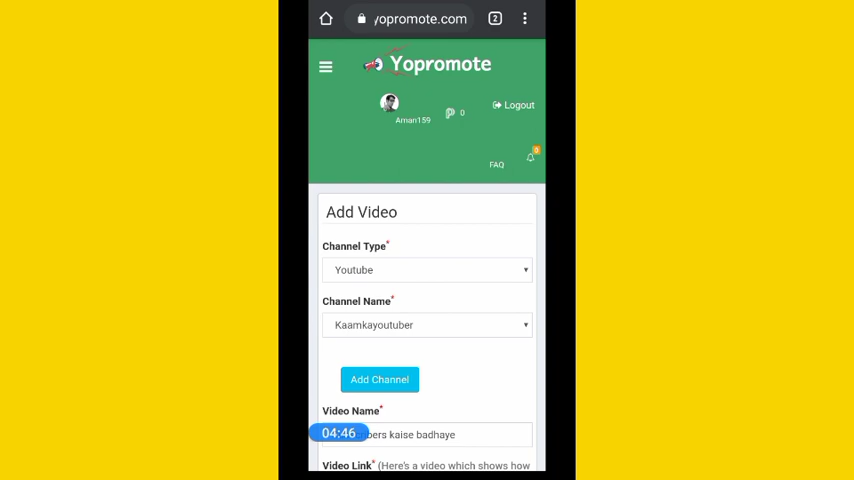 yopromote.com
2
Yopromote
Aman159
0
Logout
FAQ
0
Add Video
Channel Type*
Youtube
Channel Name*
Kaamkayoutuber
Add Channel
Video Name*
04:46
bers kaise badhaye
Video Link* (Here's a video which shows how